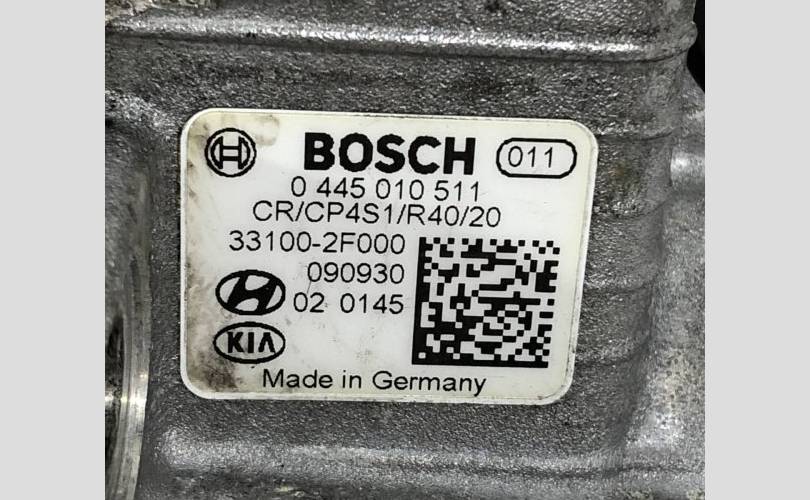 BOSCH 011
0 445 010 511
CR/CP4S1/R40/20
33100-2F000
090930
02 0145
KIA
Made in Germany